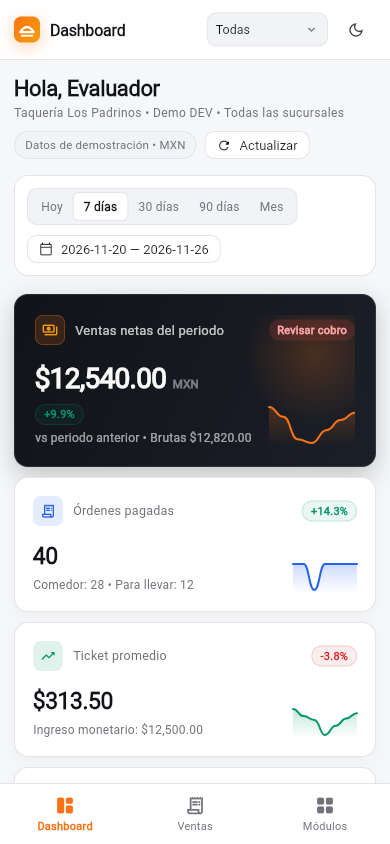 Dashboard
Todas
Hola, Evaluador
Taquería Los Padrinos • Demo DEV • Todas las sucursales
Datos de demostración • MXN
Actualizar
Hoy
7 días
30 días
90 días
Mes
2026-11-20 — 2026-11-26
Ventas netas del periodo
Revisar cobro
$12,540.00 MXN
+9.9%
vs periodo anterior • Brutas $12,820.00
Órdenes pagadas
+14.3%
40
Comedor: 28 • Para llevar: 12
Ticket promedio
-3.8%
$313.50
Ingreso monetario: $12,500.00
Dashboard
Ventas
Módulos